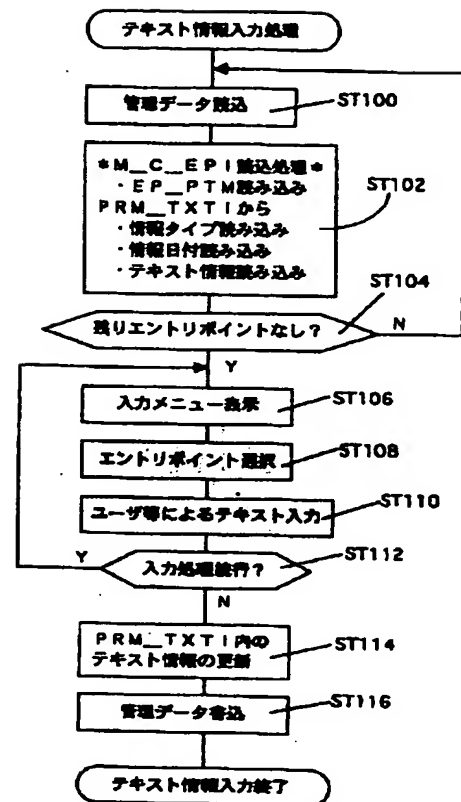 テキスト情報入力処理
管理データ読込
ST100
*M__C__EPI読込処理*
・EP__PTM読み込み
PRM__TXTIから
・情報タイプ読み込み
・情報日付読み込み
・テキスト情報読み込み
ST102
残りエントリポイントなし?
ST104
N
Y
入力メニュー表示
ST106
エントリポイント選択
ST108
ユーザ等によるテキスト入力
ST110
入力処理続行?
ST112
Y
N
PRM__TXTI内の
テキスト情報の更新
ST114
管理データ書込
ST116
テキスト情報入力終了